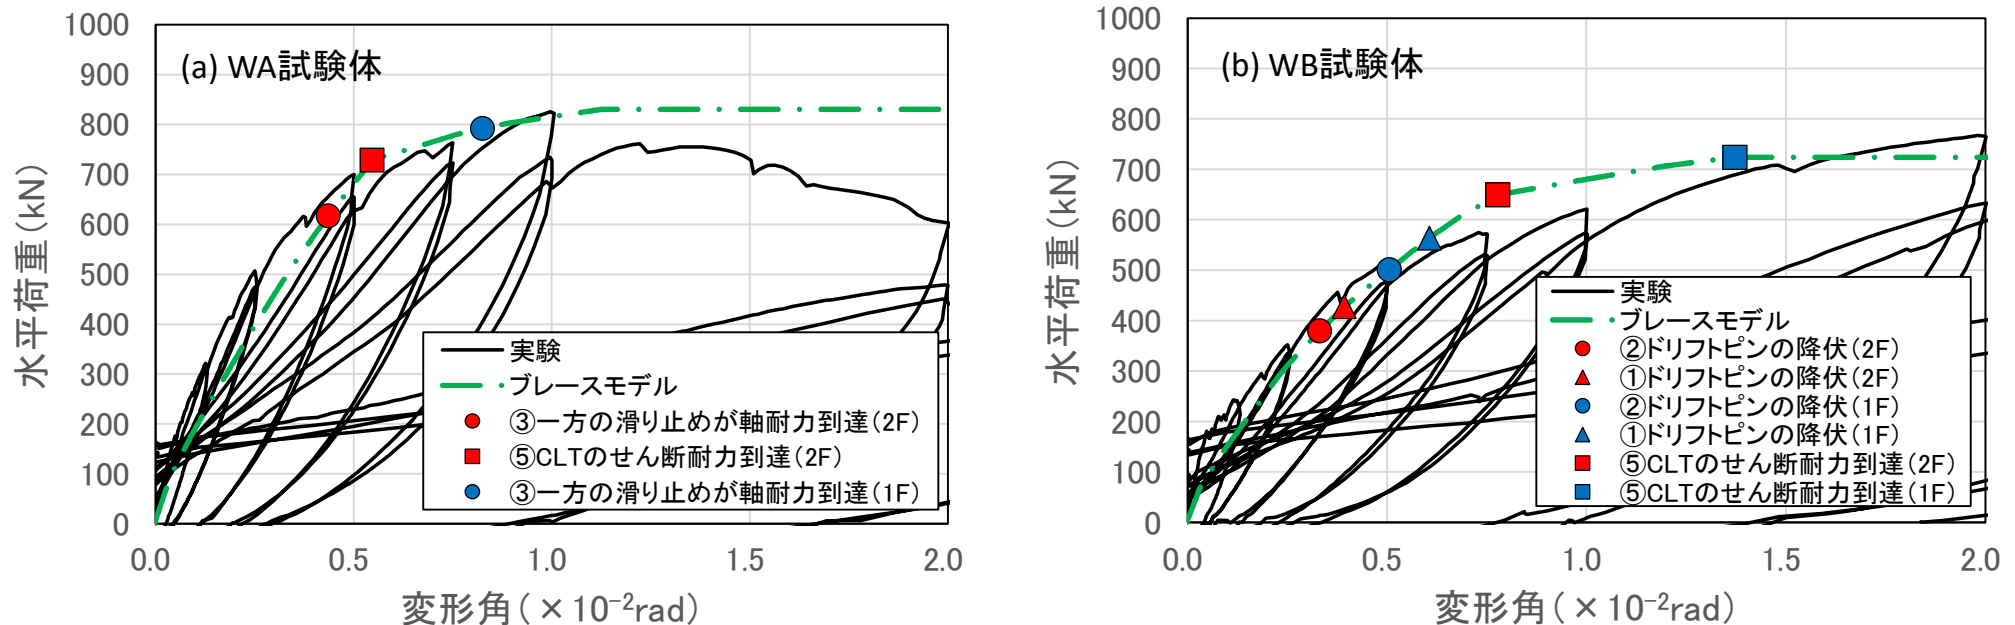 (a) WA試験体
1000
900
800
700
600
500
400
300
200
100
0
水平荷重(kN)
0.0
0.5
1.0
1.5
2.0
変形角(×10⁻²rad)
実験
ブレースモデル
③一方の滑り止めが軸耐力到達(2F)
⑤CLTのせん断耐力到達(2F)
③一方の滑り止めが軸耐力到達(1F)
(b) WB試験体
1000
900
800
700
600
500
400
300
200
100
0
水平荷重(kN)
0.0
0.5
1.0
1.5
2.0
変形角(×10⁻²rad)
実験
ブレースモデル
②ドリフトピンの降伏(2F)
①ドリフトピンの降伏(2F)
②ドリフトピンの降伏(1F)
①ドリフトピンの降伏(1F)
⑤CLTのせん断耐力到達(2F)
⑤CLTのせん断耐力到達(1F)